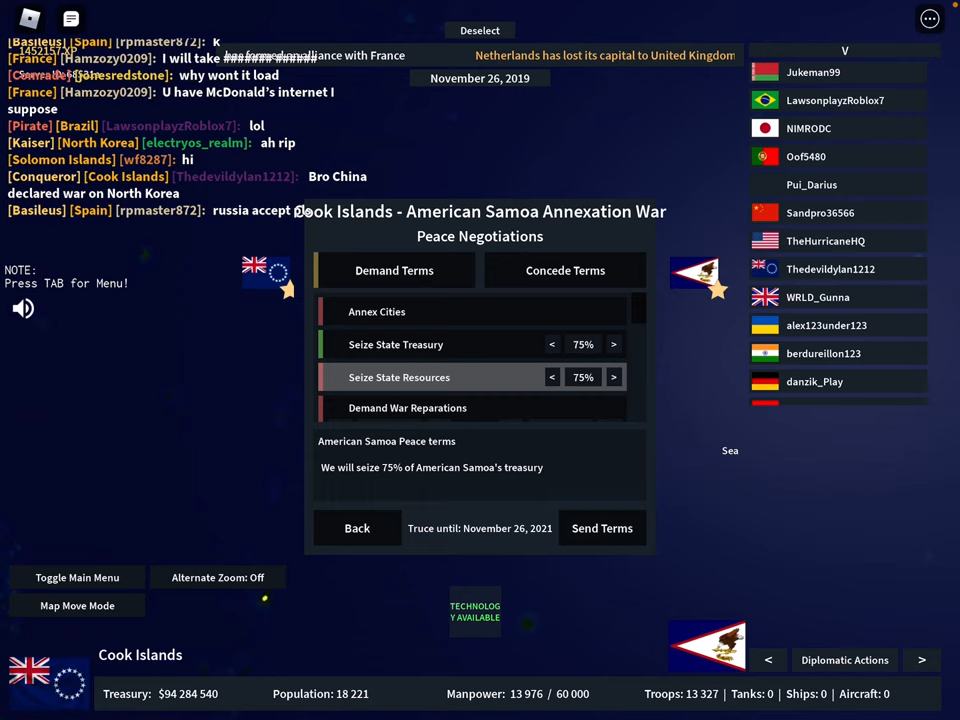 Deselect
[Basileus] [Spain] [rpmaster872]: k
1452157 XP
has formed an alliance with France
Netherlands has lost its capital to United Kingdom
V
[France] [Hamzozy0209]: I will take ####### ######
[jonesredstone]: why wont it load
November 26, 2019
[France] [Hamzozy0209]: U have McDonald's internet I
suppose
[Pirate] [Brazil] [LawsonplayzRoblox7]: lol
[Kaiser] [North Korea] [electryos_realm]: ah rip
[Solomon Islands] [wf8287]: hi
[Conqueror] [Cook Islands] [Thedevildylan1212]: Bro China
declared war on North Korea
[Basileus] [Spain] [rpmaster872]: russia accept pls
Jukeman99
LawsonplayzRoblox7
NIMRODC
Oof5480
Pui_Darius
Sandpro36566
TheHurricaneHQ
Thedevildylan1212
WRLD_Gunna
alex123under123
berdureillon123
danzik_Play
Cook Islands - American Samoa Annexation War
Peace Negotiations
Demand Terms
Concede Terms
NOTE:
Press TAB for Menu!
Annex Cities
Seize State Treasury < 75% >
Seize State Resources < 75% >
Demand War Reparations
American Samoa Peace terms
We will seize 75% of American Samoa's treasury
Sea
Back
Truce until: November 26, 2021
Send Terms
Toggle Main Menu
Alternate Zoom: Off
Map Move Mode
TECHNOLOG
Y AVAILABLE
Cook Islands
< Diplomatic Actions >
Treasury: $94 284 540
Population: 18 221
Manpower: 13 976 / 60 000
Troops: 13 327 | Tanks: 0 | Ships: 0 | Aircraft: 0